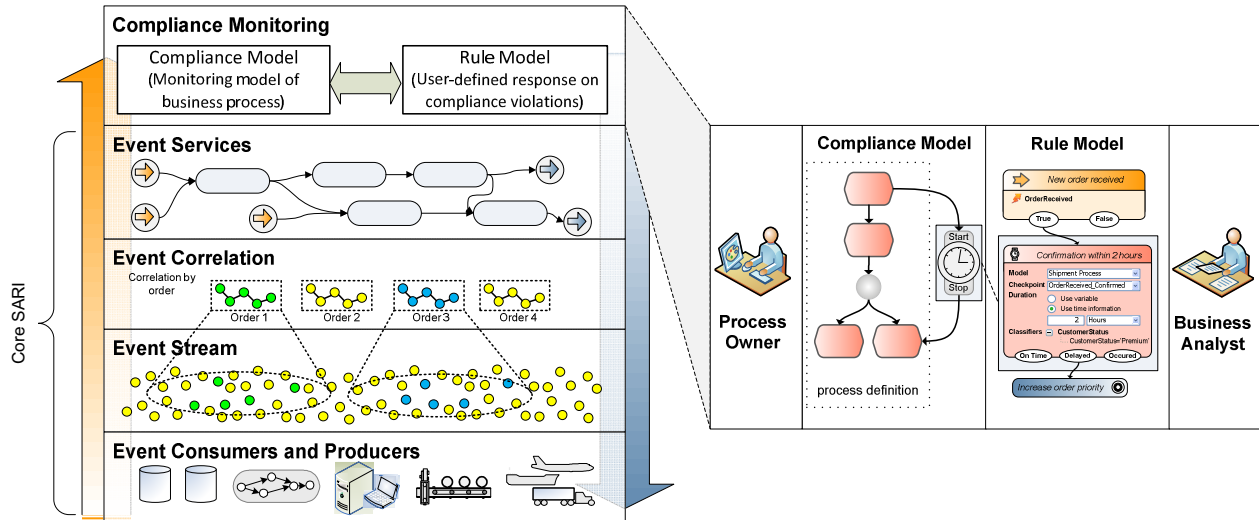 Compliance Monitoring
Compliance Model
(Monitoring model of
business process)
Rule Model
(User-defined response on
compliance violations)
Core SARI
Event Services
Event Correlation
Correlation by
order
Order 1
Order 2
Order 3
Order 4
Event Stream
Event Consumers and Producers
Process
Owner
Compliance Model
Start
Stop
process definition
Rule Model
New order received
OrderReceived
True
False
Confirmation within 2 hours
Model
Shipment Process
Checkpoint
OrderReceived_Confirmed
Duration
Use variable
Use time information
2
Hours
Classifiers
CustomerStatus
CustomerStatus='Premium'
On Time
Delayed
Occured
Increase order priority
Business
Analyst